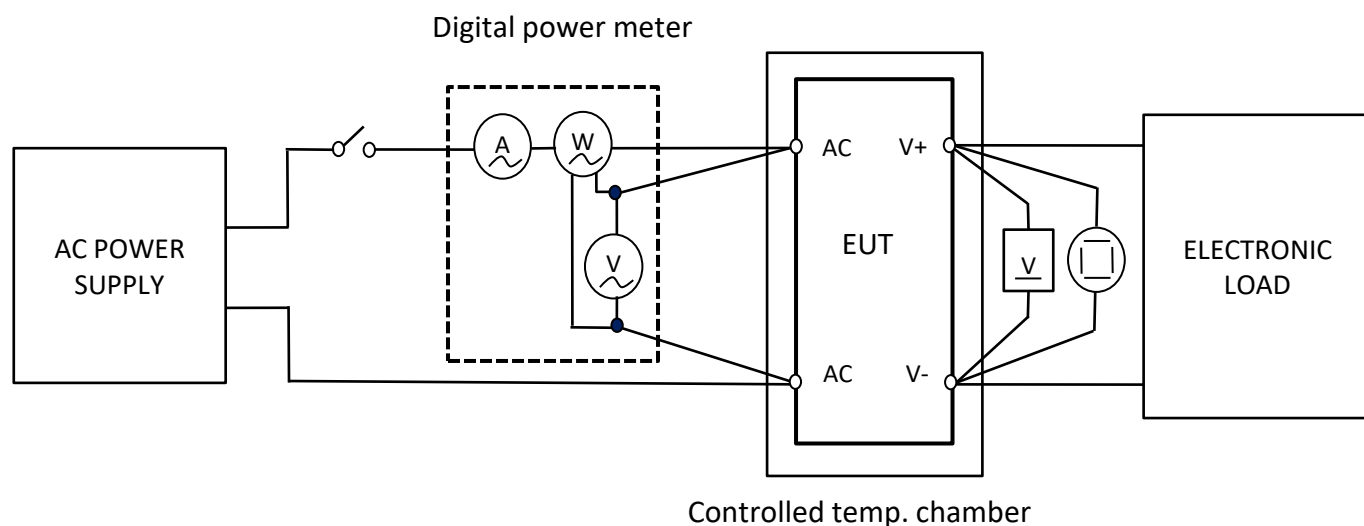 Digital power meter
A
W
AC
V+
AC POWER
SUPPLY
V
EUT
V
ELECTRONIC
LOAD
AC
V-
Controlled temp. chamber